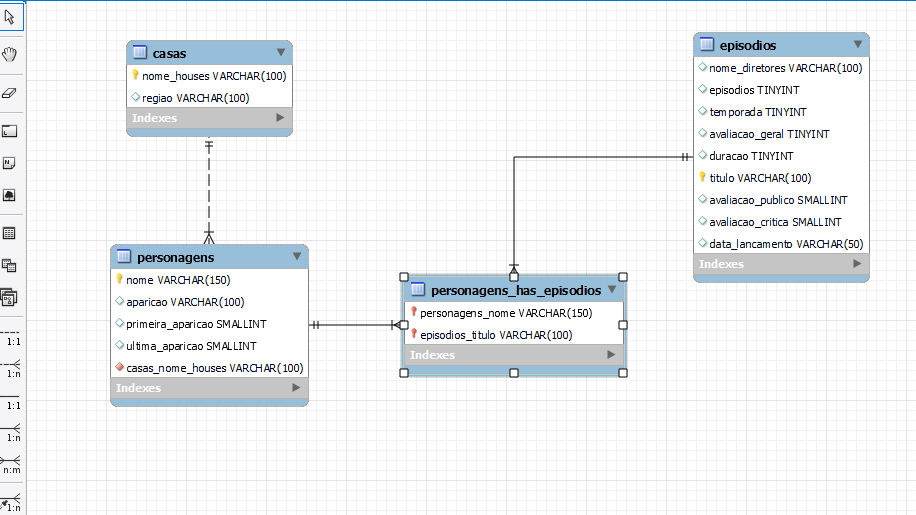 casas
nome_houses VARCHAR(100)
regiao VARCHAR(100)
Indexes
episodios
nome_diretores VARCHAR(100)
episodios TINYINT
temporada TINYINT
avaliacao_geral TINYINT
duracao TINYINT
titulo VARCHAR(100)
avaliacao_publico SMALLINT
avaliacao_critica SMALLINT
data_lancamento VARCHAR(50)
Indexes
personagens
nome VARCHAR(150)
aparicao VARCHAR(100)
primeira_aparicao SMALLINT
ultima_aparicao SMALLINT
casas_nome_houses VARCHAR(100)
Indexes
personagens_has_episodios
personagens_nome VARCHAR(150)
episodios_titulo VARCHAR(100)
Indexes
1:1
1:n
1:1
1:n
n:m
1:n